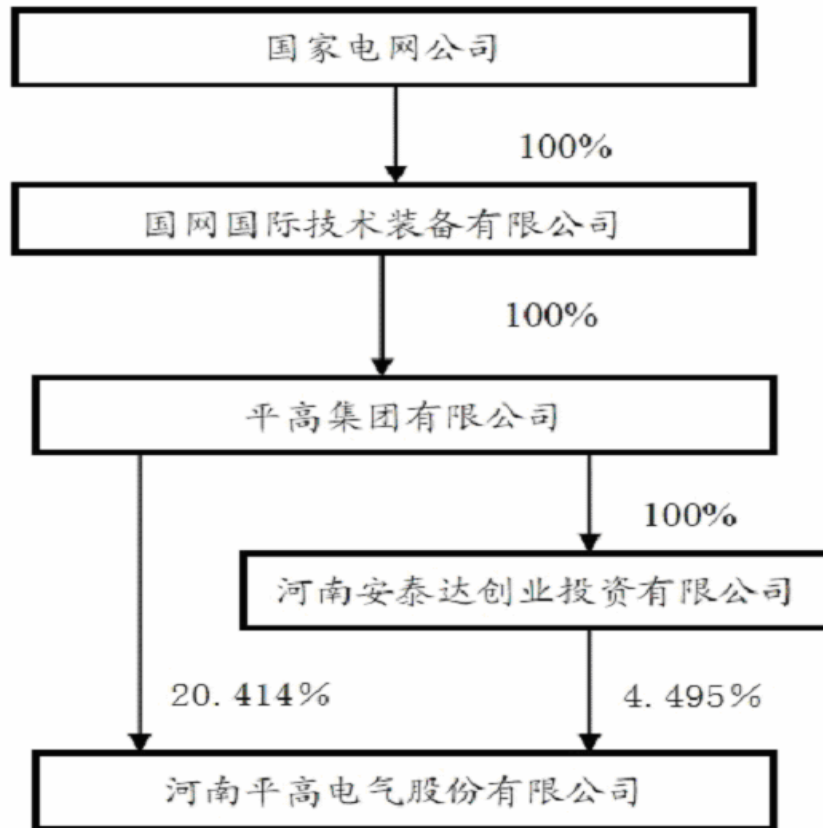 国家电网公司
100%
国网国际技术装备有限公司
100%
平高集团有限公司
100%
河南安泰达创业投资有限公司
20.414%
4.495%
河南平高电气股份有限公司